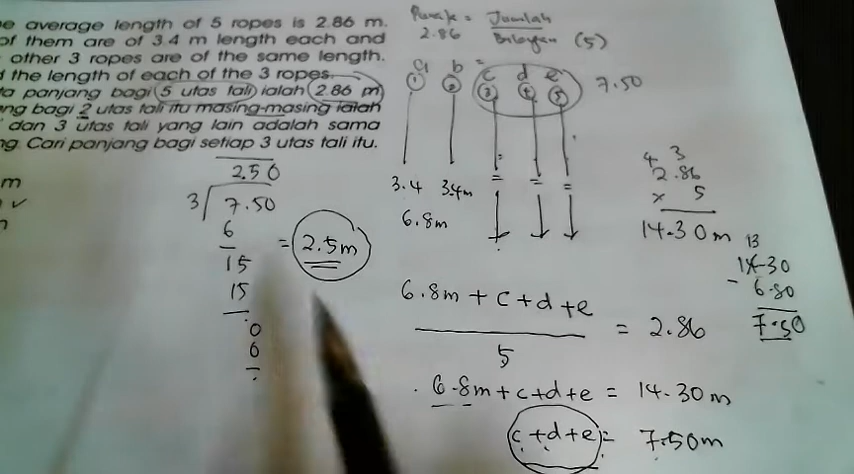 e average length of 5 ropes is 2.86 m.
of them are of 3.4 m length each and
other 3 ropes are of the same length.
the length of each of the 3 ropes.
ta panjang bagi 5 utas tali ialah 2.86 m
ng bagi 2 utas tali itu masing-masing ialah
dan 3 utas tali yang lain adalah sama
ng. Cari panjang bagi setiap 3 utas tali itu.
m
2.50
3 7.50
6
15
15
0
0
= 2.5m
= Jumlah
2.86 Bilangan (5)
a b c d e
1 2 3 4 5 7.50
3.4 3.4m = = =
6.8m
4 3
2.86
x 5
14.30 m
13
14.30
- 6.80
7.50
6.8m + c + d + e
5
= 2.86
6.8m + c + d + e = 14.30 m
c + d + e = 7.50m